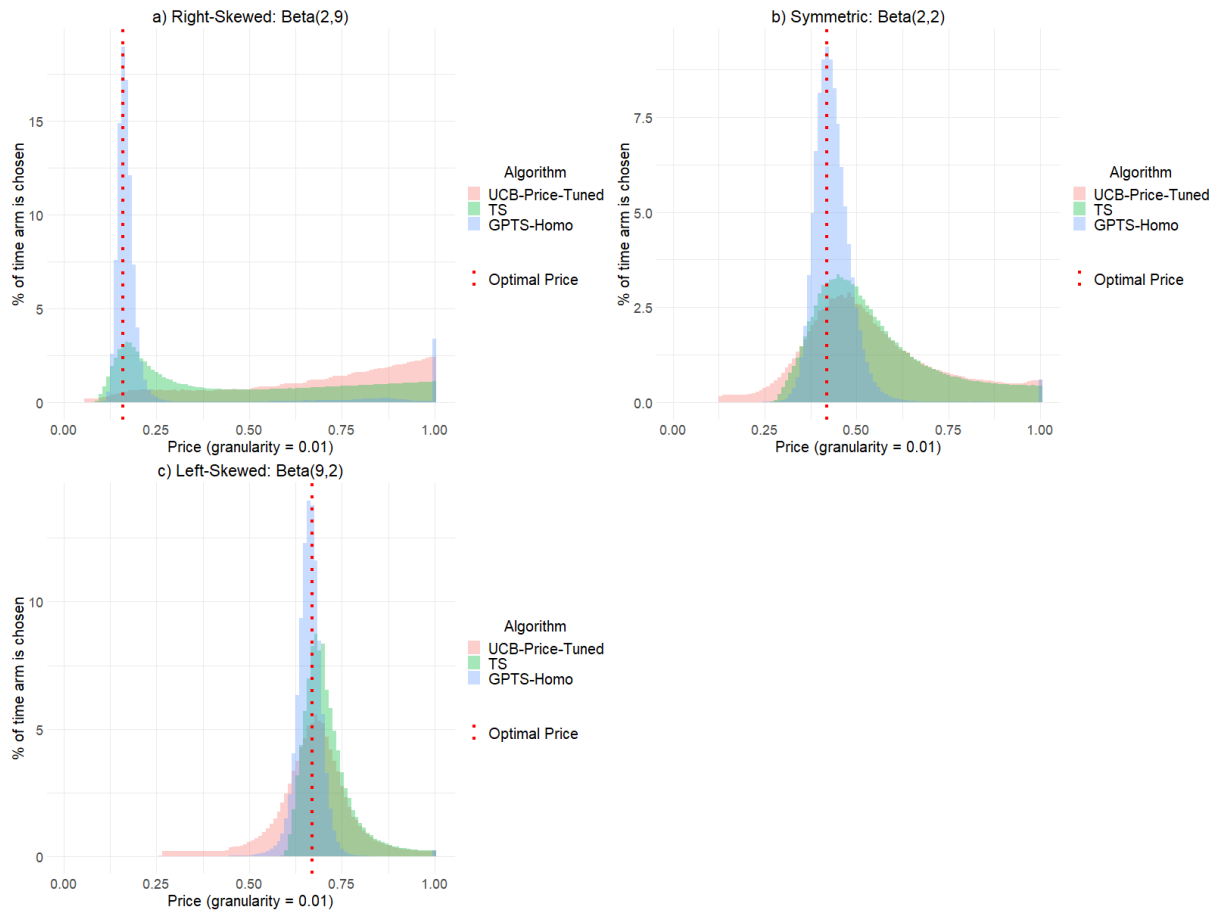 a) Right-Skewed: Beta(2,9)
% of time arm is chosen
15
10
5
0
0.00 0.25 0.50 0.75 1.00
Price (granularity = 0.01)
Algorithm
UCB-Price-Tuned
TS
GPTS-Homo
Optimal Price
b) Symmetric: Beta(2,2)
% of time arm is chosen
7.5
5.0
2.5
0.0
0.00 0.25 0.50 0.75 1.00
Price (granularity = 0.01)
Algorithm
UCB-Price-Tuned
TS
GPTS-Homo
Optimal Price
c) Left-Skewed: Beta(9,2)
% of time arm is chosen
10
5
0
0.00 0.25 0.50 0.75 1.00
Price (granularity = 0.01)
Algorithm
UCB-Price-Tuned
TS
GPTS-Homo
Optimal Price